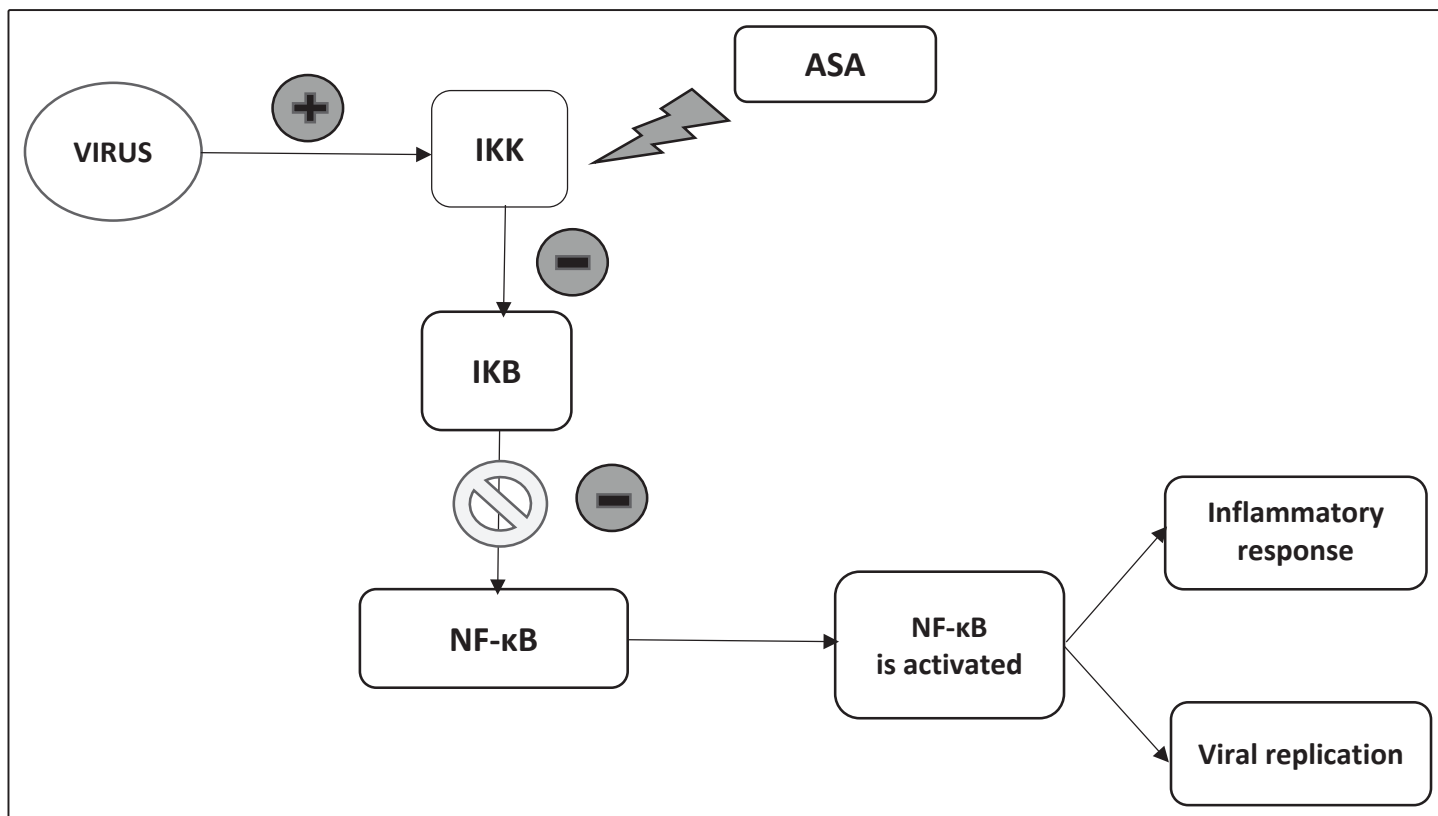 ASA
VIRUS
IKK
IKB
NF-κB
NF-κB
is activated
Inflammatory
response
Viral replication